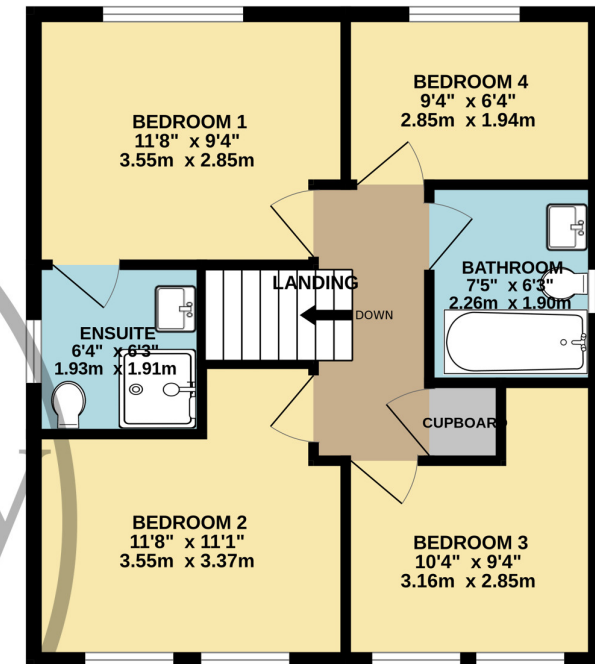 BEDROOM 1
11'8" x 9'4"
3.55m x 2.85m
BEDROOM 4
9'4" x 6'4"
2.85m x 1.94m
BATHROOM
7'5" x 6'3"
2.26m x 1.90m
LANDING
DOWN
ENSUITE
6'4" x 6'3"
1.93m x 1.91m
CUPBOARD
BEDROOM 2
11'8" x 11'1"
3.55m x 3.37m
BEDROOM 3
10'4" x 9'4"
3.16m x 2.85m